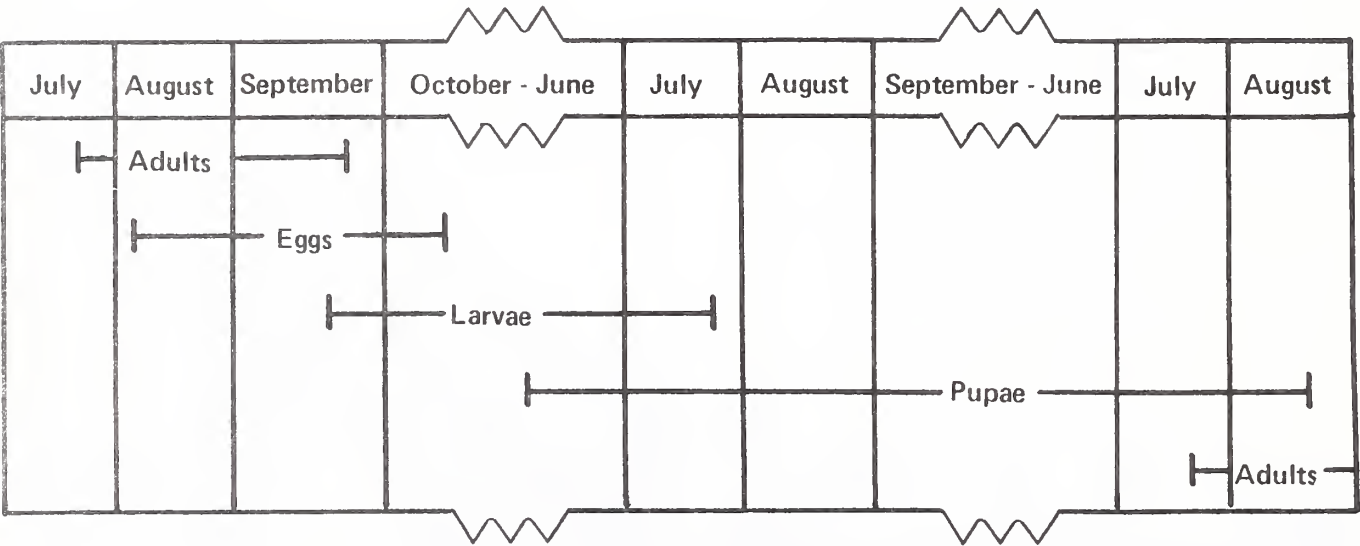 July August September October - June July August September - June July August
Adults
Eggs
Larvae
Pupae
Adults